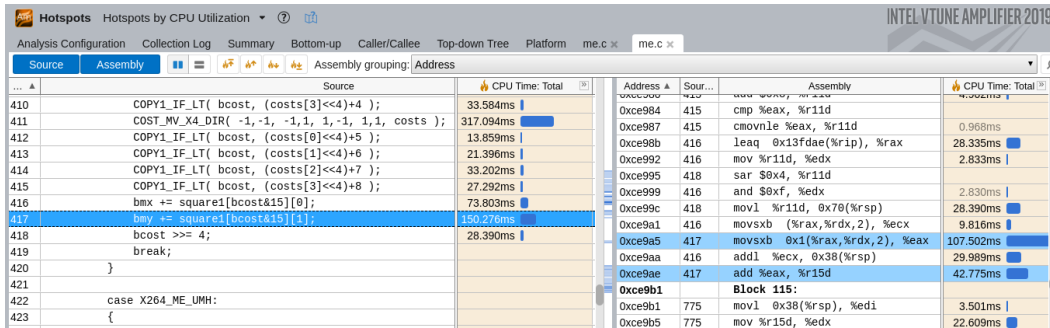 Hotspots Hotspots by CPU Utilization INTEL VTUNE AMPLIFIER 2019
Analysis Configuration Collection Log Summary Bottom-up Caller/Callee Top-down Tree Platform me.c × me.c ×
Source Assembly Assembly grouping: Address
... Source CPU Time: Total
410 COPY1_IF_LT( bcost, (costs[3]<<4)+4 ); 33.584ms
411 COST_MV_X4_DIR( -1,-1, -1,1, 1,-1, 1,1, costs ); 317.094ms
412 COPY1_IF_LT( bcost, (costs[0]<<4)+5 ); 13.859ms
413 COPY1_IF_LT( bcost, (costs[1]<<4)+6 ); 21.396ms
414 COPY1_IF_LT( bcost, (costs[2]<<4)+7 ); 33.202ms
415 COPY1_IF_LT( bcost, (costs[3]<<4)+8 ); 27.292ms
416 bmx += square1[bcost&15][0]; 73.803ms
417 bmy += square1[bcost&15][1]; 150.276ms
418 bcost >>= 4; 28.390ms
419 break;
420 }
421
422 case X264_ME_UMH:
423 {
Address Sour... Assembly CPU Time: Total
0xce984 415 cmp %eax, %r11d
0xce987 415 cmovnle %eax, %r11d 0.968ms
0xce98b 416 leaq 0x13fdae(%rip), %rax 28.335ms
0xce992 416 mov %r11d, %edx 2.833ms
0xce995 418 sar $0x4, %r11d
0xce999 416 and $0xf, %edx 2.830ms
0xce99c 418 movl %r11d, 0x70(%rsp) 28.390ms
0xce9a1 416 movsxb (%rax,%rdx,2), %ecx 9.816ms
0xce9a5 417 movsxb 0x1(%rax,%rdx,2), %eax 107.502ms
0xce9aa 416 addl %ecx, 0x38(%rsp) 29.989ms
0xce9ae 417 add %eax, %r15d 42.775ms
0xce9b1 Block 115:
0xce9b1 775 movl 0x38(%rsp), %edi 3.501ms
0xce9b5 775 mov %r15d, %edx 22.609ms